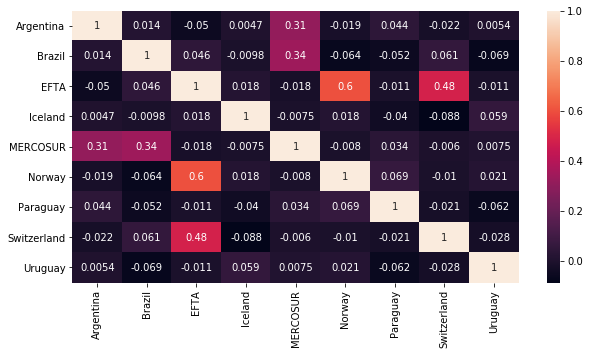 Argentina 1 0.014 -0.05 0.0047 0.31 -0.019 0.044 -0.022 0.0054
Brazil 0.014 1 0.046 -0.0098 0.34 -0.064 -0.052 0.061 -0.069
EFTA -0.05 0.046 1 0.018 -0.018 0.6 -0.011 0.48 -0.011
Iceland 0.0047 -0.0098 0.018 1 -0.0075 0.018 -0.04 -0.088 0.059
MERCOSUR 0.31 0.34 -0.018 -0.0075 1 -0.008 0.034 -0.006 0.0075
Norway -0.019 -0.064 0.6 0.018 -0.008 1 0.069 -0.01 0.021
Paraguay 0.044 -0.052 -0.011 -0.04 0.034 0.069 1 -0.021 -0.062
Switzerland -0.022 0.061 0.48 -0.088 -0.006 -0.01 -0.021 1 -0.028
Uruguay 0.0054 -0.069 -0.011 0.059 0.0075 0.021 -0.062 -0.028 1
Argentina Brazil EFTA Iceland MERCOSUR Norway Paraguay Switzerland Uruguay
1.0
0.8
0.6
0.4
0.2
0.0